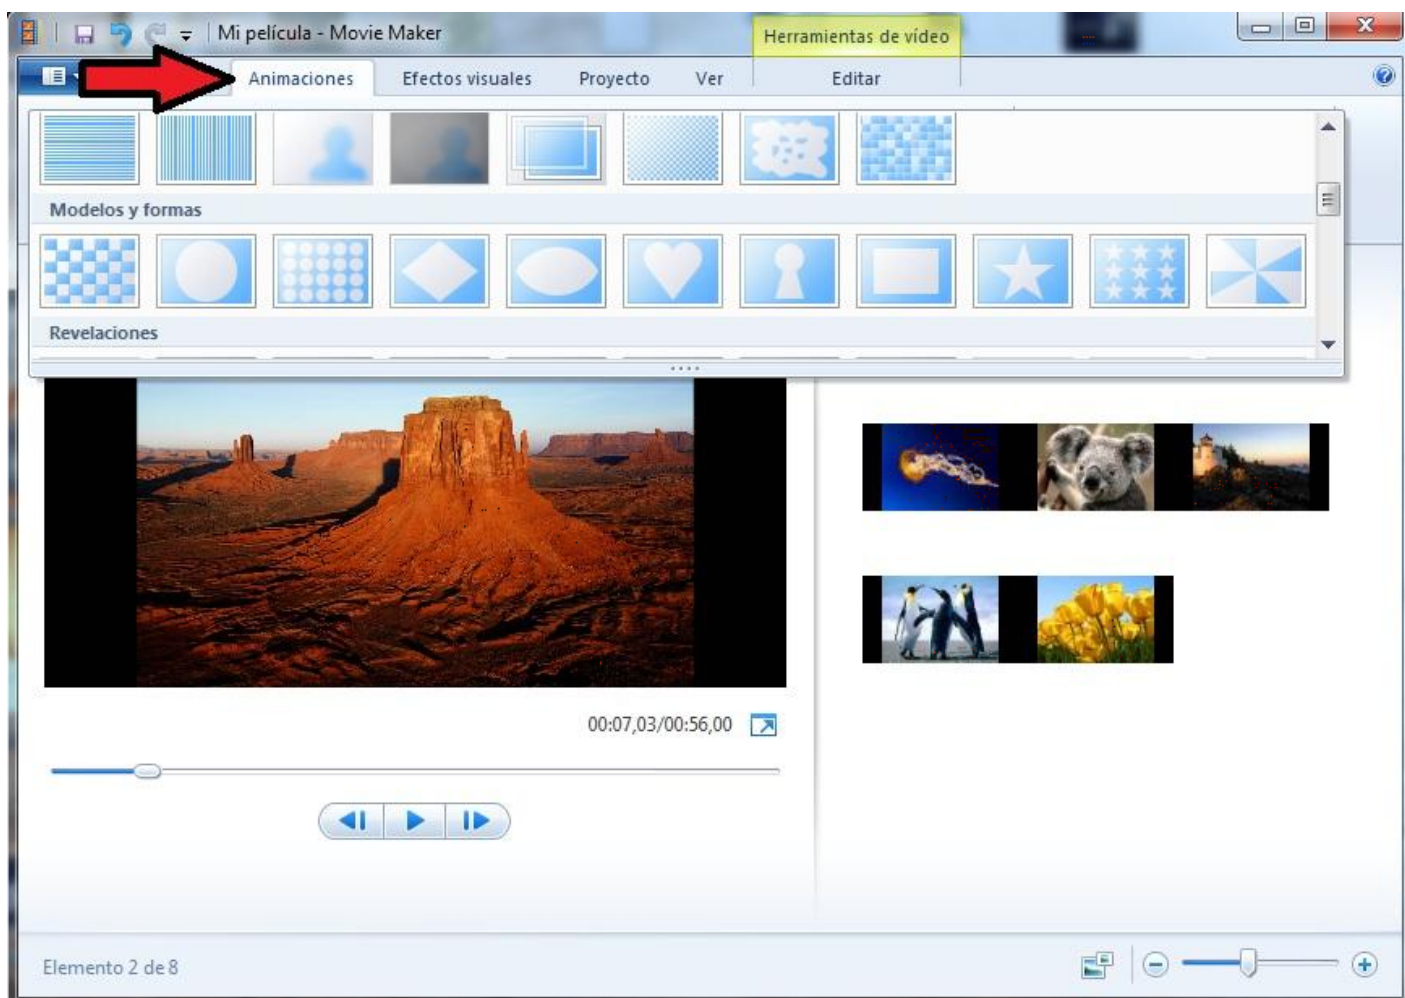 Mi película - Movie Maker
Herramientas de vídeo
Animaciones
Efectos visuales
Proyecto
Ver
Editar
Modelos y formas
Revelaciones
00:07,03/00:56,00
Elemento 2 de 8